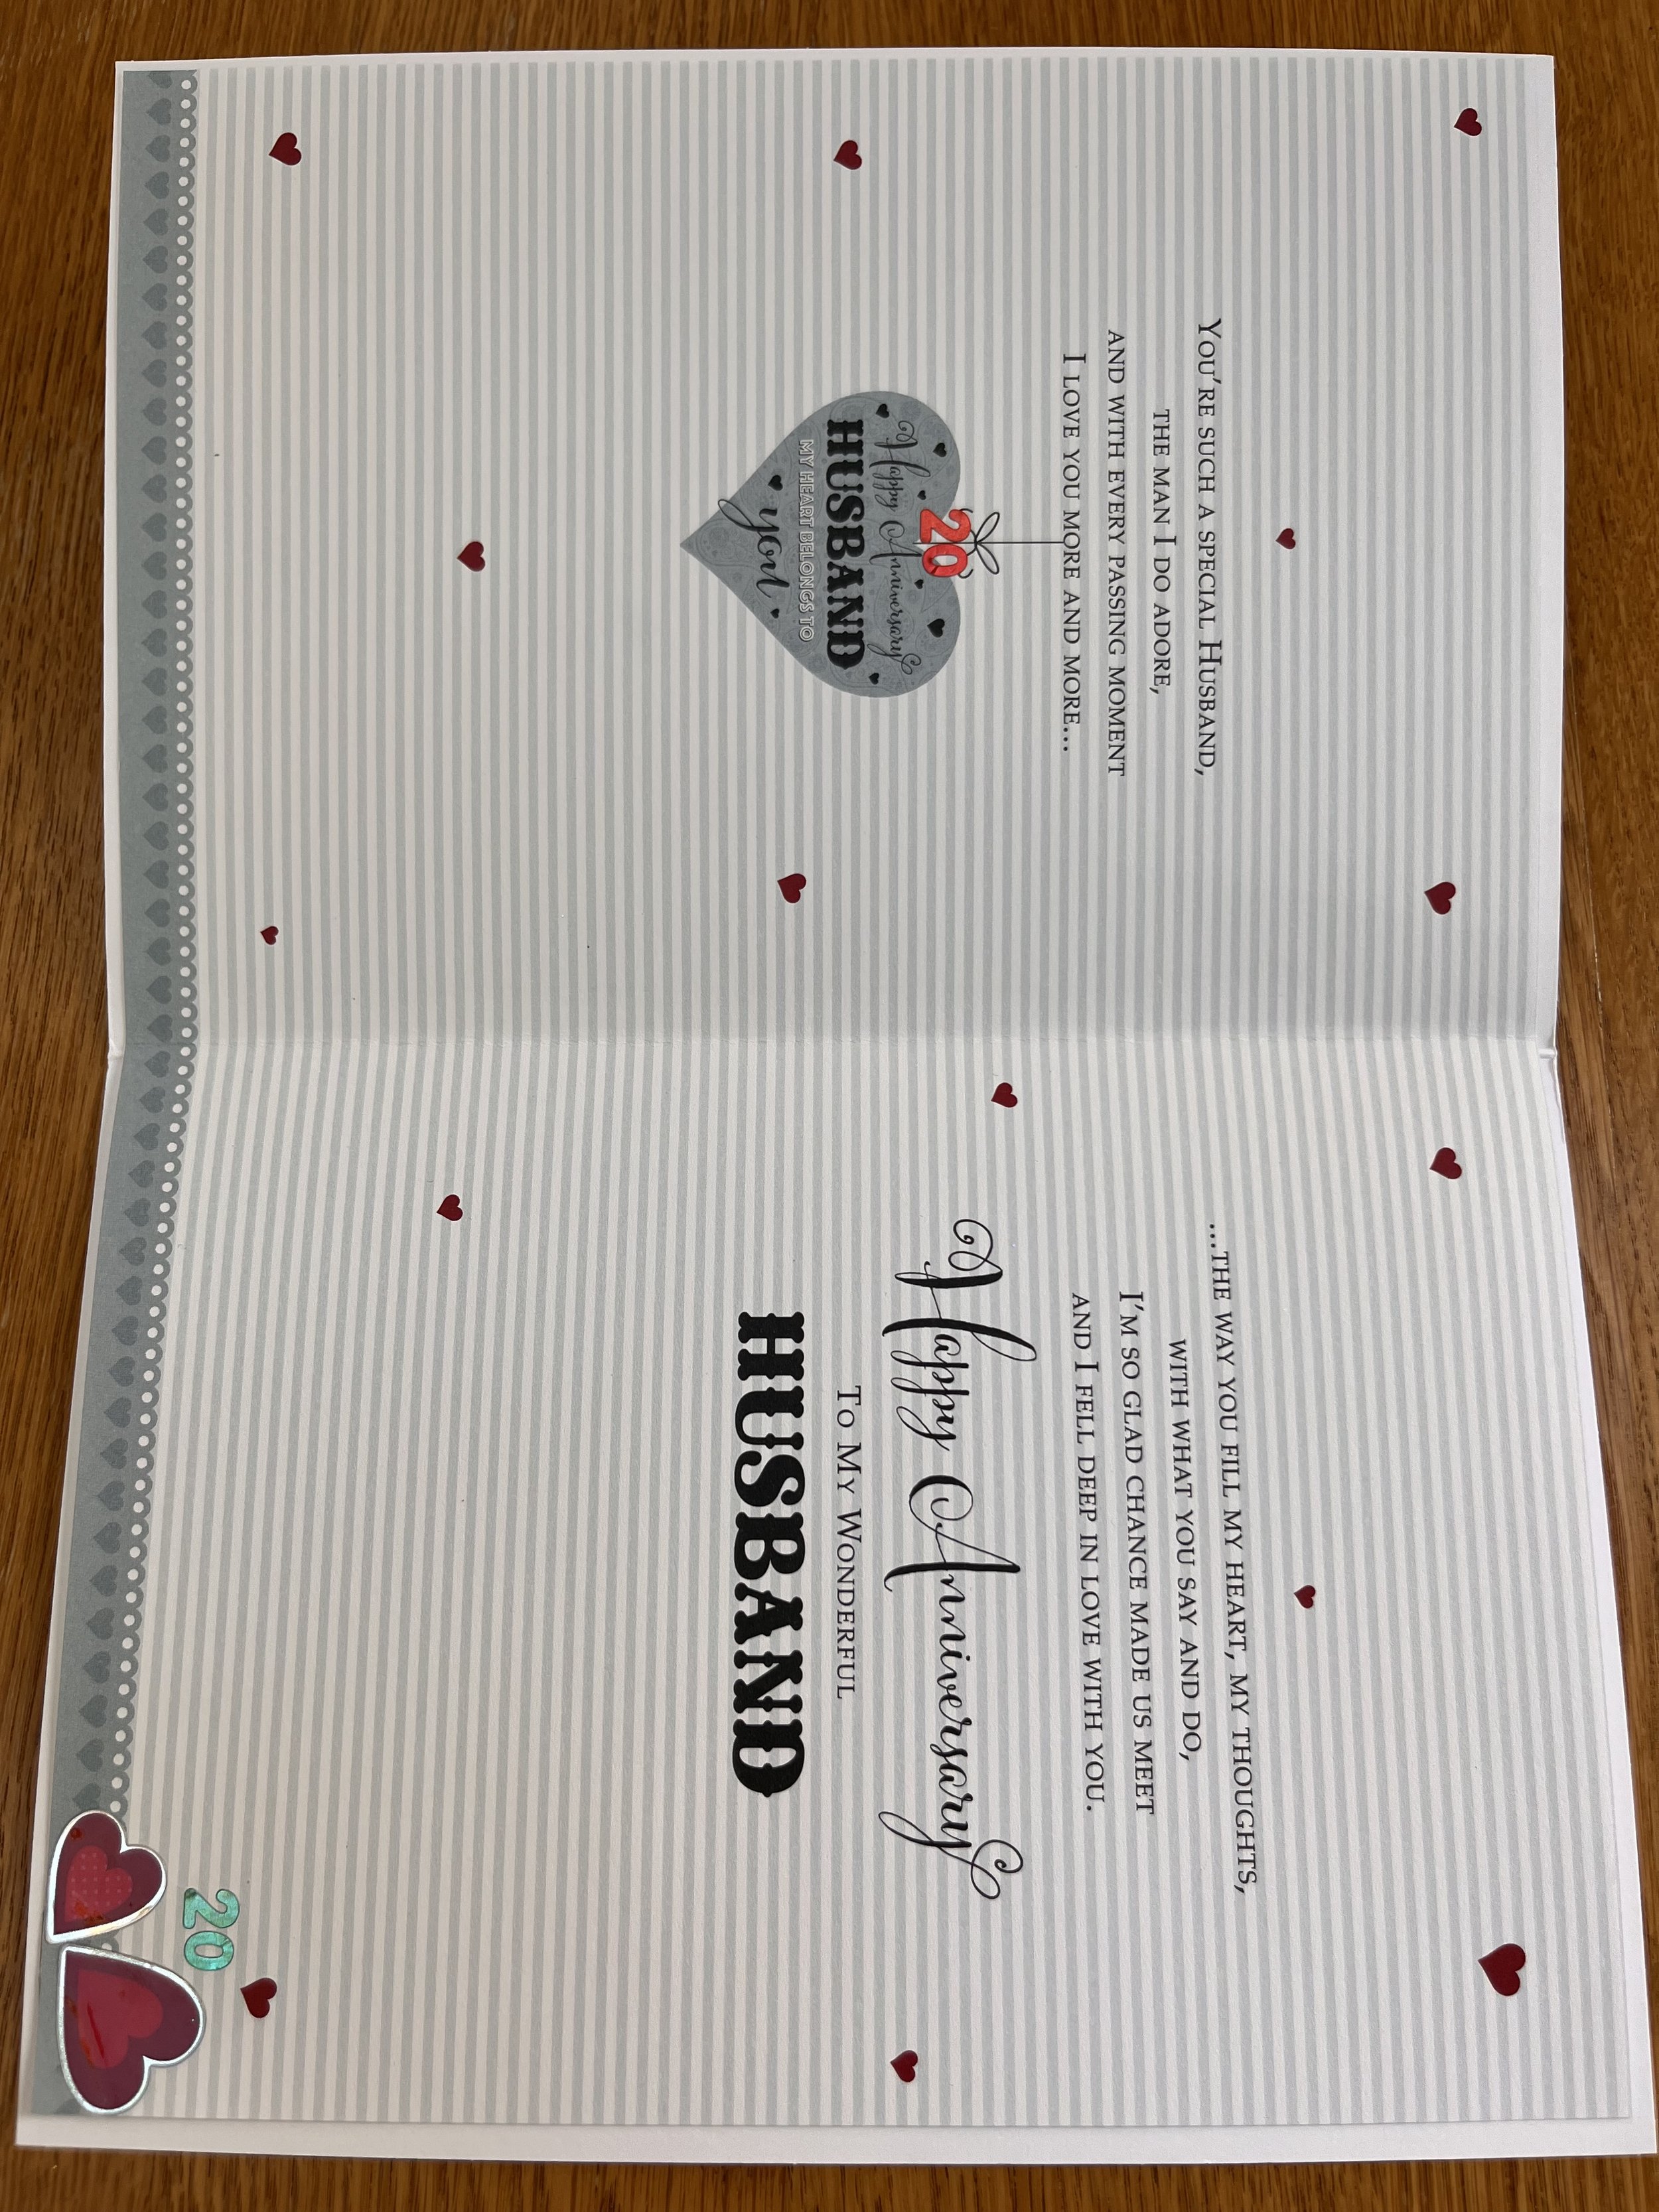 You're such a special Husband,
the man I do adore,
and with every passing moment
I love you more and more...
20
Happy Anniversary
HUSBAND
MY HEART BELONGS TO
you
...the way you fill my heart, my thoughts,
with what you say and do,
I'm so glad chance made us meet
and I fell deep in love with you.
Happy Anniversary
To My Wonderful
HUSBAND
20